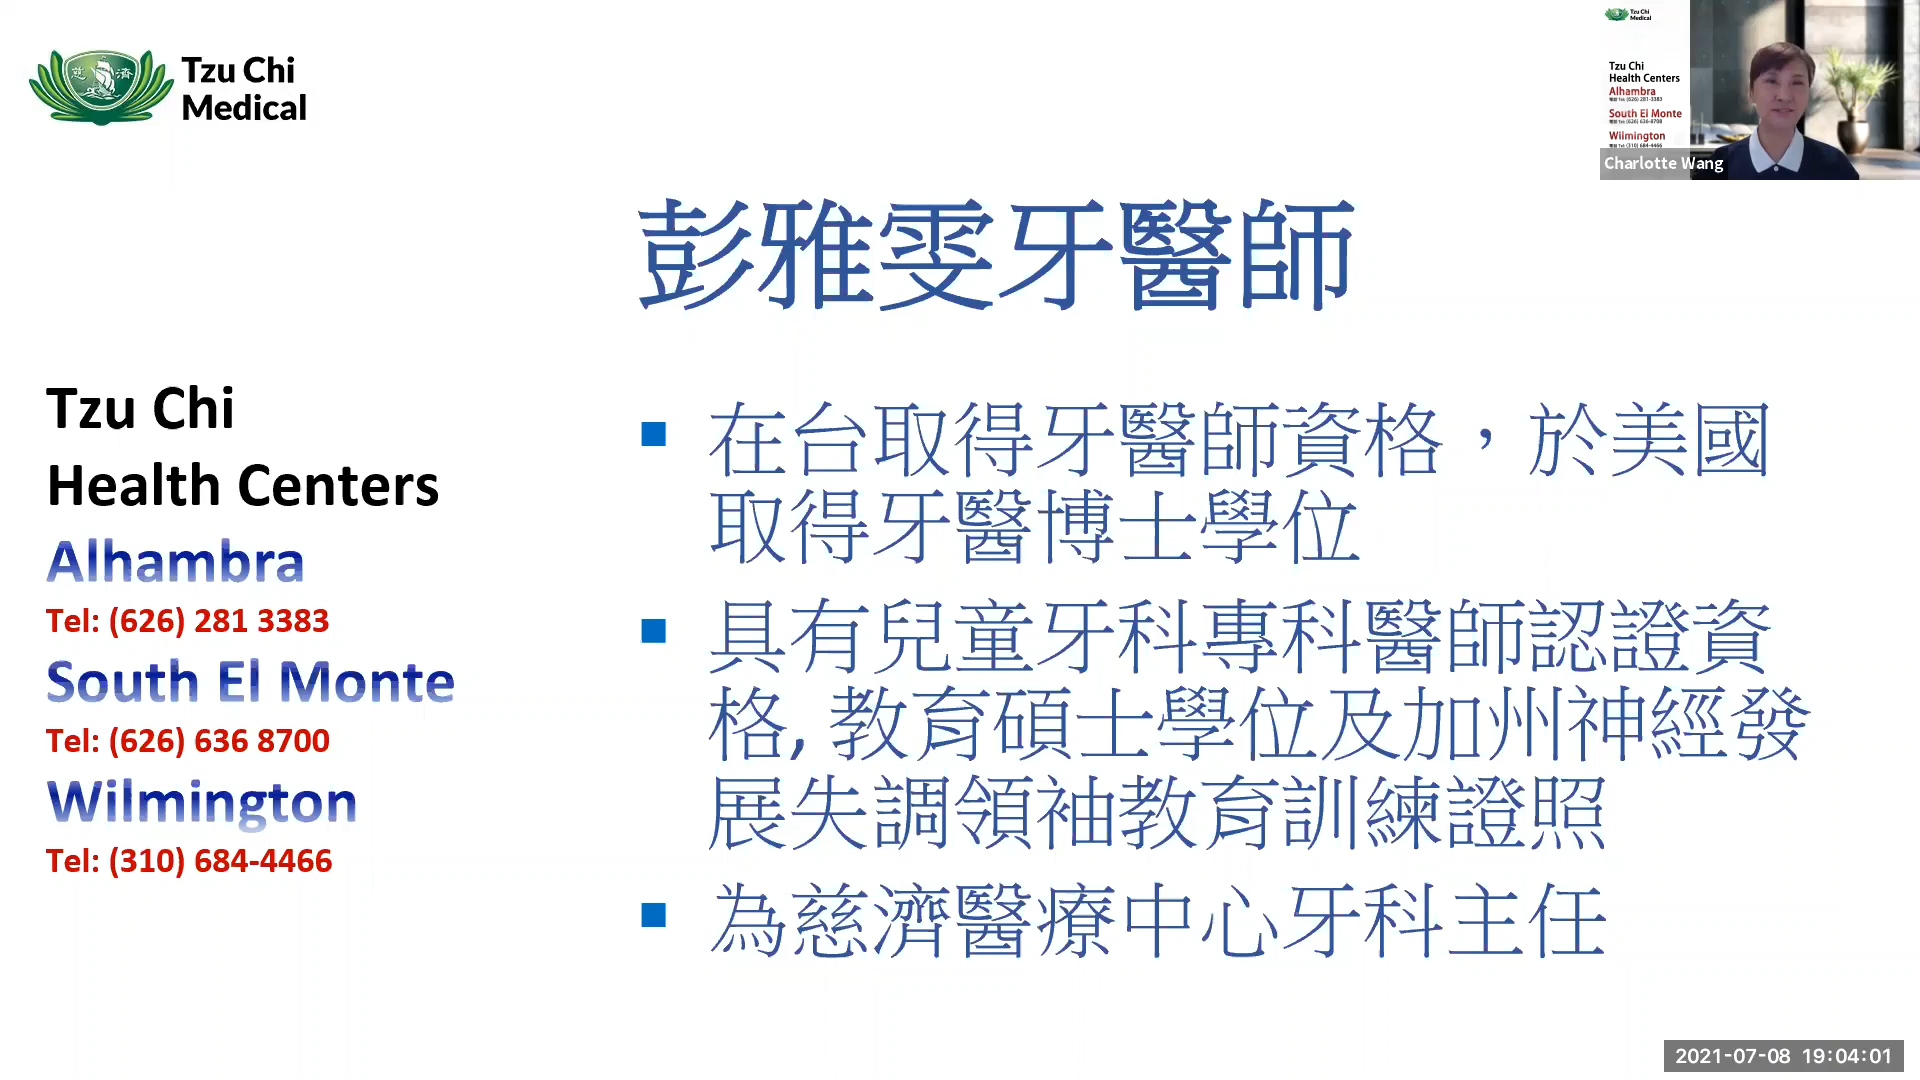 慈濟
Tzu Chi
Medical
彭雅雯牙醫師
Tzu Chi
Health Centers
Alhambra
Tel: (626) 281 3383
South El Monte
Tel: (626) 636 8700
Wilmington
Tel: (310) 684-4466
在台取得牙醫師資格，於美國
取得牙醫博士學位
具有兒童牙科專科醫師認證資
格, 教育碩士學位及加州神經發
展失調領袖教育訓練證照
為慈濟醫療中心牙科主任
Tzu Chi
Medical
Tzu Chi
Health Centers
Alhambra
電話 Tel: (626) 281-3383
South El Monte
電話 Tel: (626) 636-8708
Wilmington
電話 Tel: (310) 684-4466
Charlotte Wang
2021-07-08 19:04:01